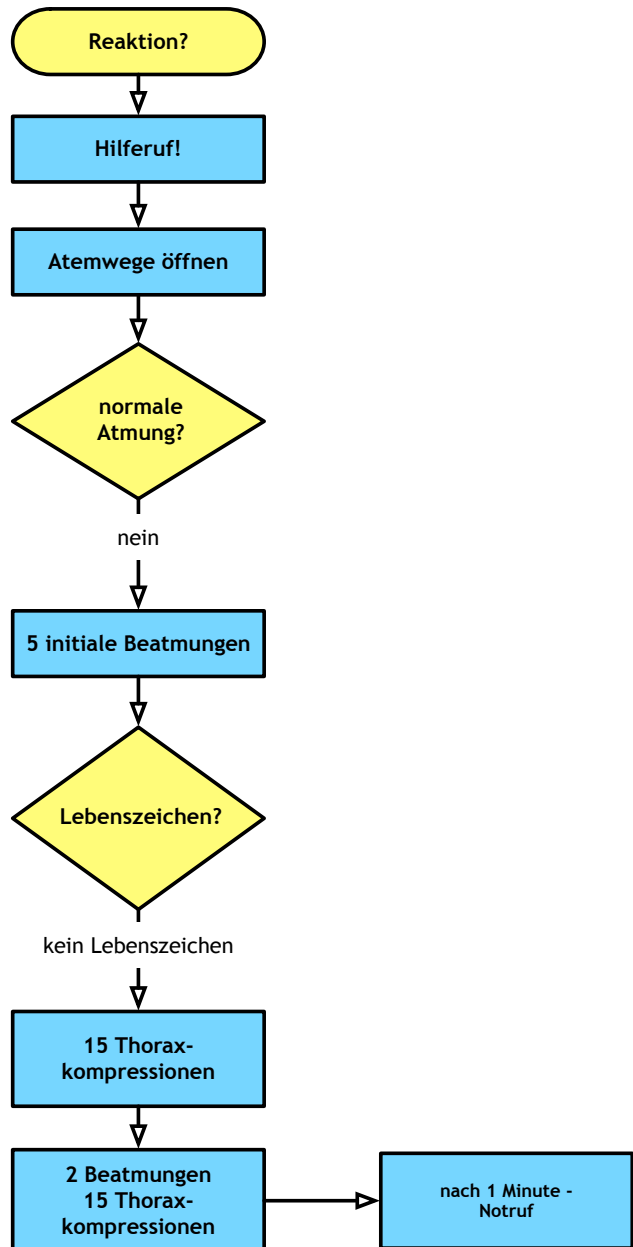 Reaktion?
Hilferuf!
Atemwege öffnen
normale
Atmung?
nein
5 initiale Beatmungen
Lebenszeichen?
kein Lebenszeichen
15 Thorax-
kompressionen
2 Beatmungen
15 Thorax-
kompressionen
nach 1 Minute -
Notruf